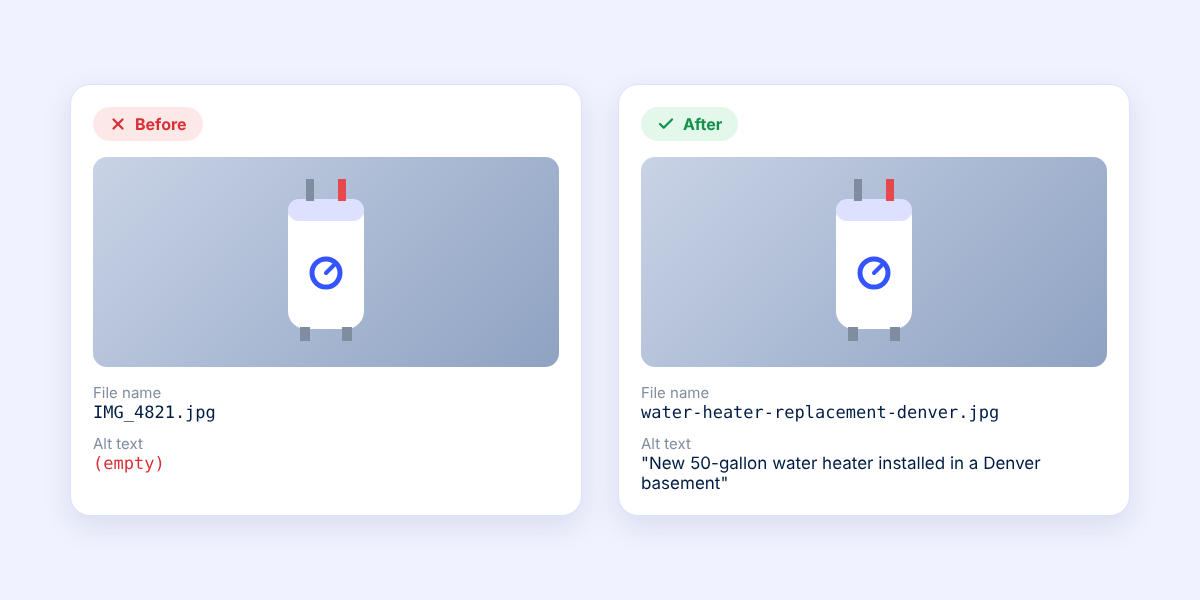 Before
File name
IMG_4821.jpg
Alt text
(empty)
After
File name
water-heater-replacement-denver.jpg
Alt text
"New 50-gallon water heater installed in a Denver
basement"